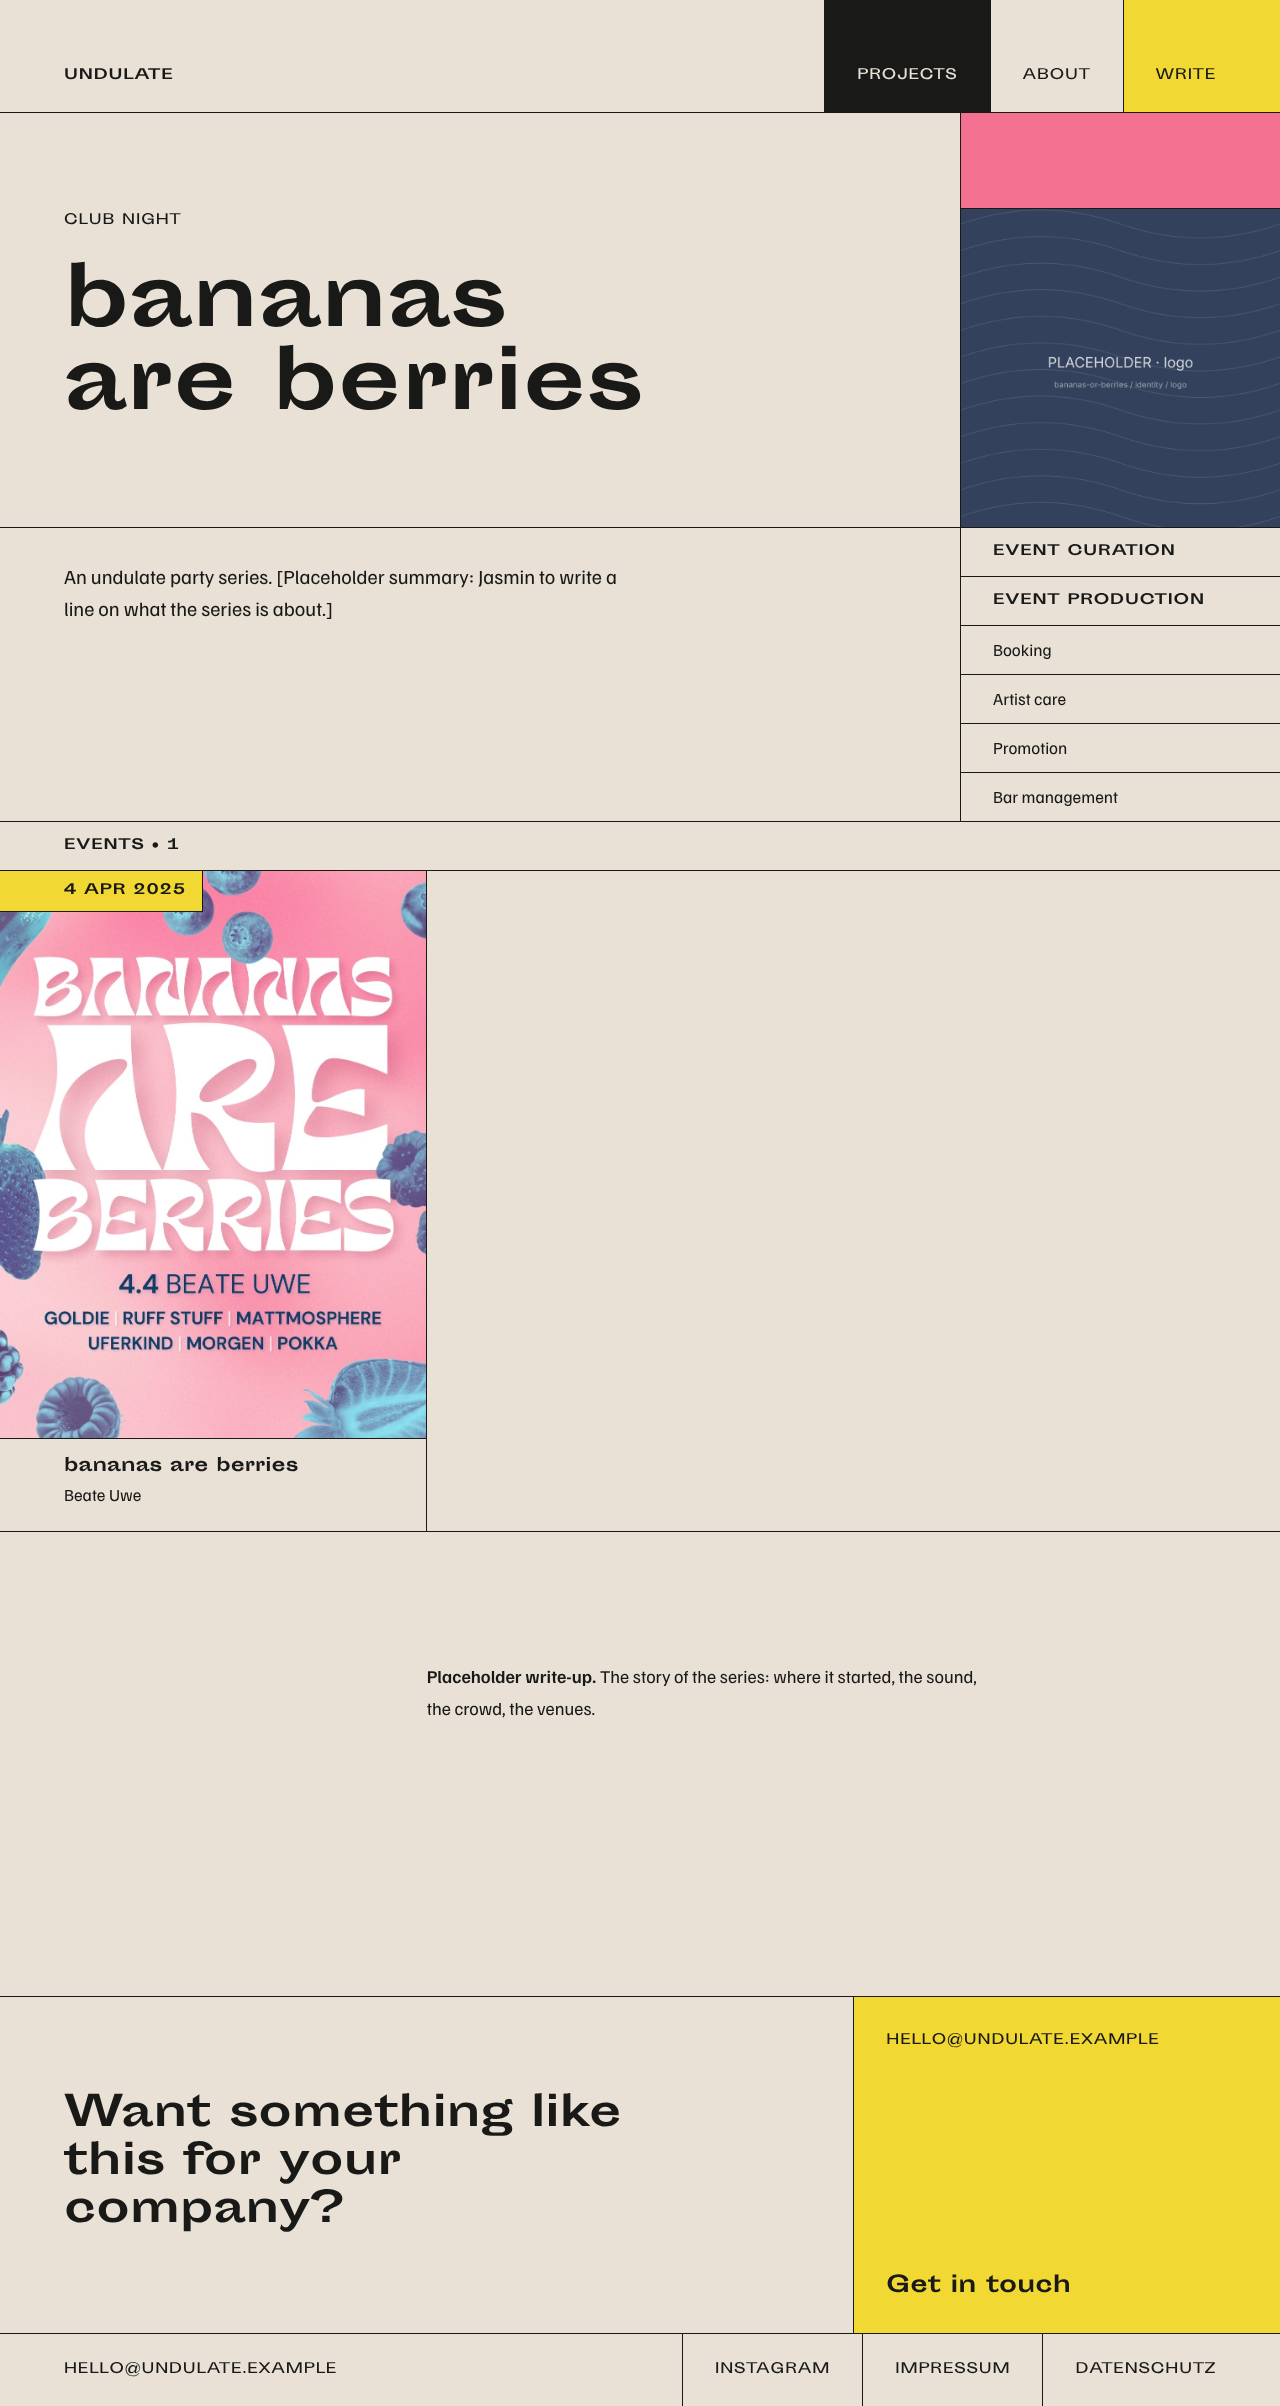 UNDULATE
PROJECTS
ABOUT
WRITE
CLUB NIGHT
bananas
are berries
PLACEHOLDER · logo
bananas-or-berries / identity / logo
An undulate party series. [Placeholder summary: Jasmin to write a
line on what the series is about.]
EVENT CURATION
EVENT PRODUCTION
Booking
Artist care
Promotion
Bar management
EVENTS • 1
4 APR 2025
BANANAS
ARE
BERRIES
4.4 BEATE UWE
GOLDIE | RUFF STUFF | MATTMOSPHERE
UFERKIND | MORGEN | POKKA
bananas are berries
Beate Uwe
Placeholder write-up. The story of the series: where it started, the sound,
the crowd, the venues.
Want something like
this for your
company?
HELLO@UNDULATE.EXAMPLE
Get in touch
HELLO@UNDULATE.EXAMPLE
INSTAGRAM
IMPRESSUM
DATENSCHUTZ